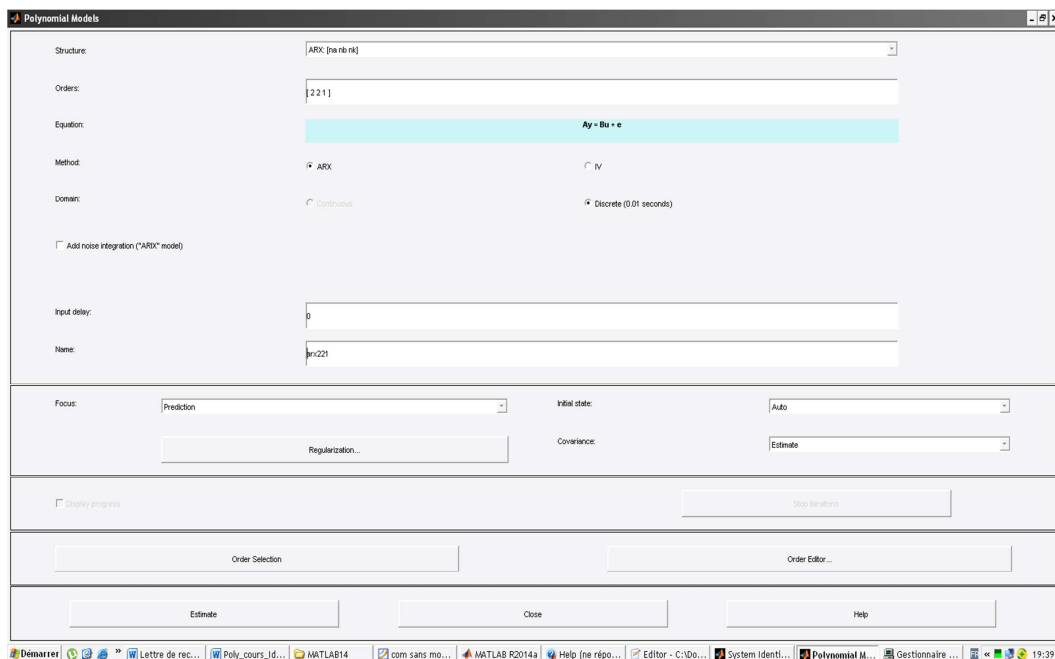 Polynomial Models
Structure:
ARX: [na nb nk]
Orders:
[ 2 2 1 ]
Equation:
Ay = Bu + e
Method:
ARX
IV
Domain:
Continuous
Discrete (0.01 seconds)
Add noise integration ("ARIX" model)
Input delay:
0
Name:
arx221
Focus:
Prediction
Initial state:
Auto
Regularization...
Covariance:
Estimate
Display progress
Stop Iterations
Order Selection
Order Editor...
Estimate
Close
Help
Démarrer
Lettre de rec...
Poly_cours_Id...
MATLAB14
com sans mo...
MATLAB R2014a
Help (ne répo...
Editor - C:\Do...
System Identi...
Polynomial M...
Gestionnaire ...
FR
19:39